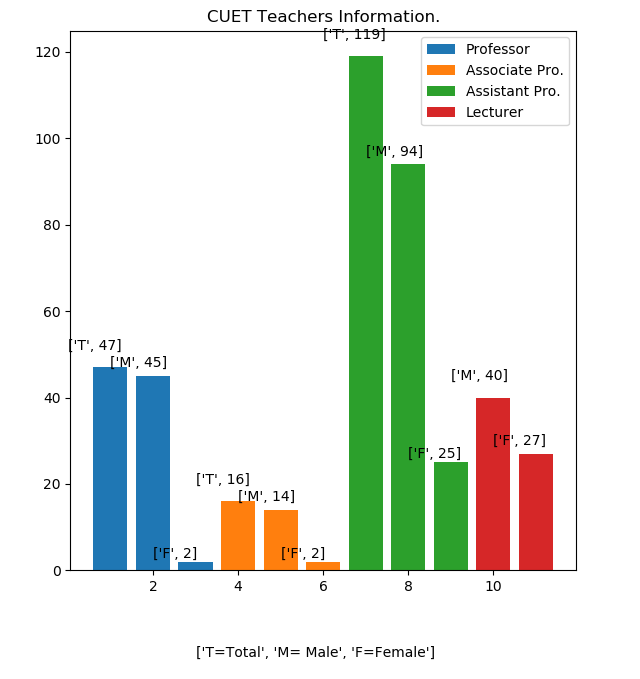 CUET Teachers Information.
['T', 119]
Professor
Associate Pro.
Assistant Pro.
Lecturer
['M', 94]
['T', 47]
['M', 45]
['M', 40]
['F', 27]
['F', 25]
['T', 16]
['M', 14]
['F', 2]
['F', 2]
120
100
80
60
40
20
0
2 4 6 8 10
['T=Total', 'M= Male', 'F=Female']